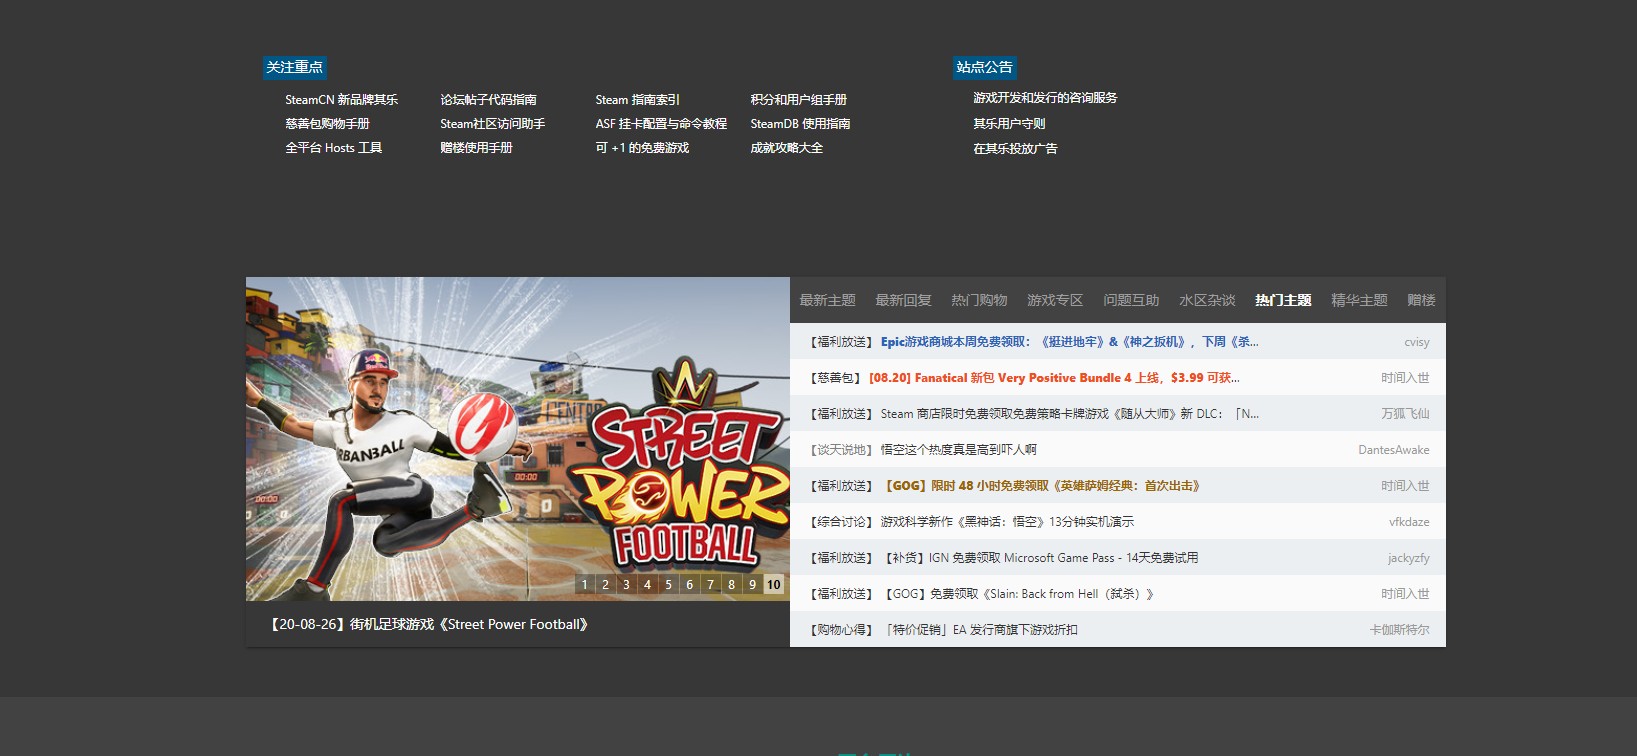 关注重点
SteamCN 新品牌其乐 论坛帖子代码指南 Steam 指南索引 积分和用户组手册
慈善包购物手册 Steam社区访问助手 ASF 挂卡配置与命令教程 SteamDB 使用指南
全平台 Hosts 工具 赠楼使用手册 可 +1 的免费游戏 成就攻略大全
站点公告
游戏开发和发行的咨询服务
其乐用户守则
在其乐投放广告
RBAN3ALL
00:00
00:00
STREET
POWER
FOOTBALL
1 2 3 4 5 6 7 8 9 10
【20-08-26】街机足球游戏《Street Power Football》
最新主题 最新回复 热门购物 游戏专区 问题互助 水区杂谈 热门主题 精华主题 赠楼
【福利放送】 Epic游戏商城本周免费领取：《挺进地牢》&《神之扳机》，下周《杀... cvisy
【慈善包】 [08.20] Fanatical 新包 Very Positive Bundle 4 上线，$3.99 可获... 时间入世
【福利放送】 Steam 商店限时免费领取免费策略卡牌游戏《随从大师》新 DLC：「N... 万狐飞仙
【谈天说地】 悟空这个热度真是高到吓人啊 DantesAwake
【福利放送】 【GOG】限时 48 小时免费领取《英雄萨姆经典：首次出击》 时间入世
【综合讨论】 游戏科学新作《黑神话：悟空》13分钟实机演示 vfkdaze
【福利放送】 【补货】IGN 免费领取 Microsoft Game Pass - 14天免费试用 jackyzfy
【福利放送】 【GOG】免费领取《Slain: Back from Hell（弑杀）》 时间入世
【购物心得】 「特价促销」EA 发行商旗下游戏折扣 卡伽斯特尔